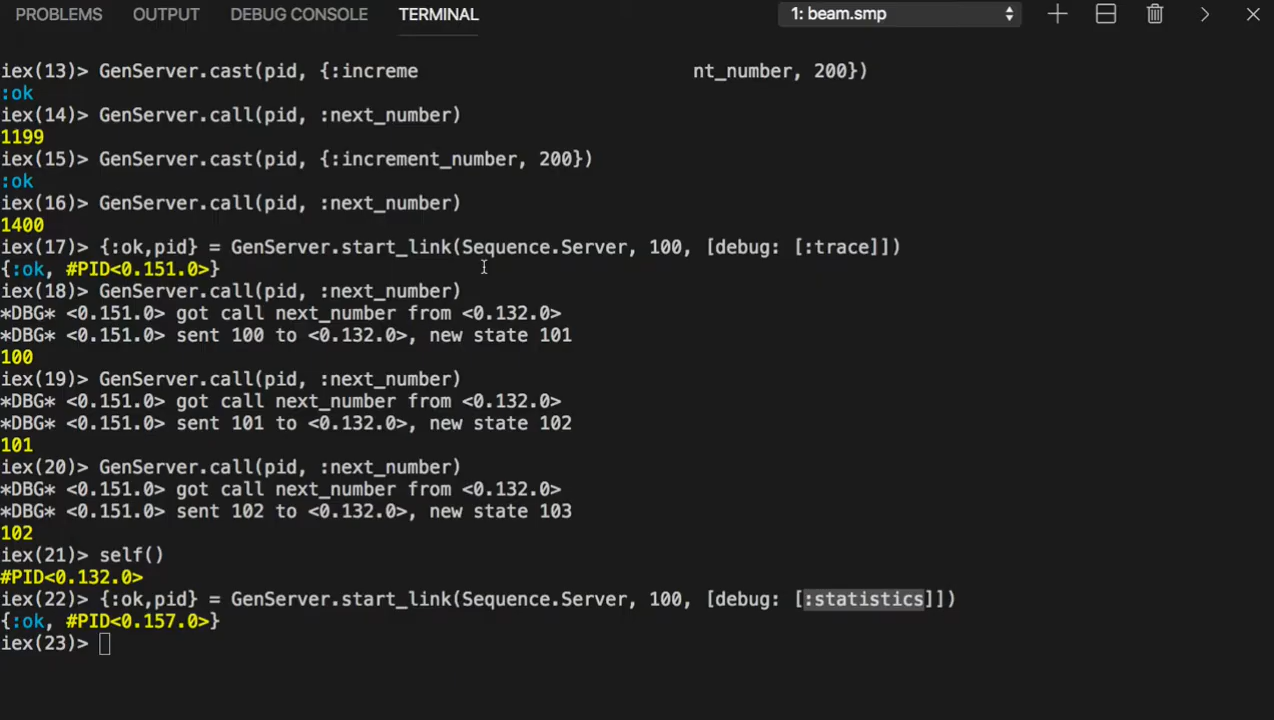 PROBLEMS OUTPUT DEBUG CONSOLE TERMINAL 1: beam.smp
iex(13)> GenServer.cast(pid, {:increme nt_number, 200})
:ok
iex(14)> GenServer.call(pid, :next_number)
1199
iex(15)> GenServer.cast(pid, {:increment_number, 200})
:ok
iex(16)> GenServer.call(pid, :next_number)
1400
iex(17)> {:ok,pid} = GenServer.start_link(Sequence.Server, 100, [debug: [:trace]])
{:ok, #PID<0.151.0>}
iex(18)> GenServer.call(pid, :next_number)
*DBG* <0.151.0> got call next_number from <0.132.0>
*DBG* <0.151.0> sent 100 to <0.132.0>, new state 101
100
iex(19)> GenServer.call(pid, :next_number)
*DBG* <0.151.0> got call next_number from <0.132.0>
*DBG* <0.151.0> sent 101 to <0.132.0>, new state 102
101
iex(20)> GenServer.call(pid, :next_number)
*DBG* <0.151.0> got call next_number from <0.132.0>
*DBG* <0.151.0> sent 102 to <0.132.0>, new state 103
102
iex(21)> self()
#PID<0.132.0>
iex(22)> {:ok,pid} = GenServer.start_link(Sequence.Server, 100, [debug: [:statistics]])
{:ok, #PID<0.157.0>}
iex(23)>